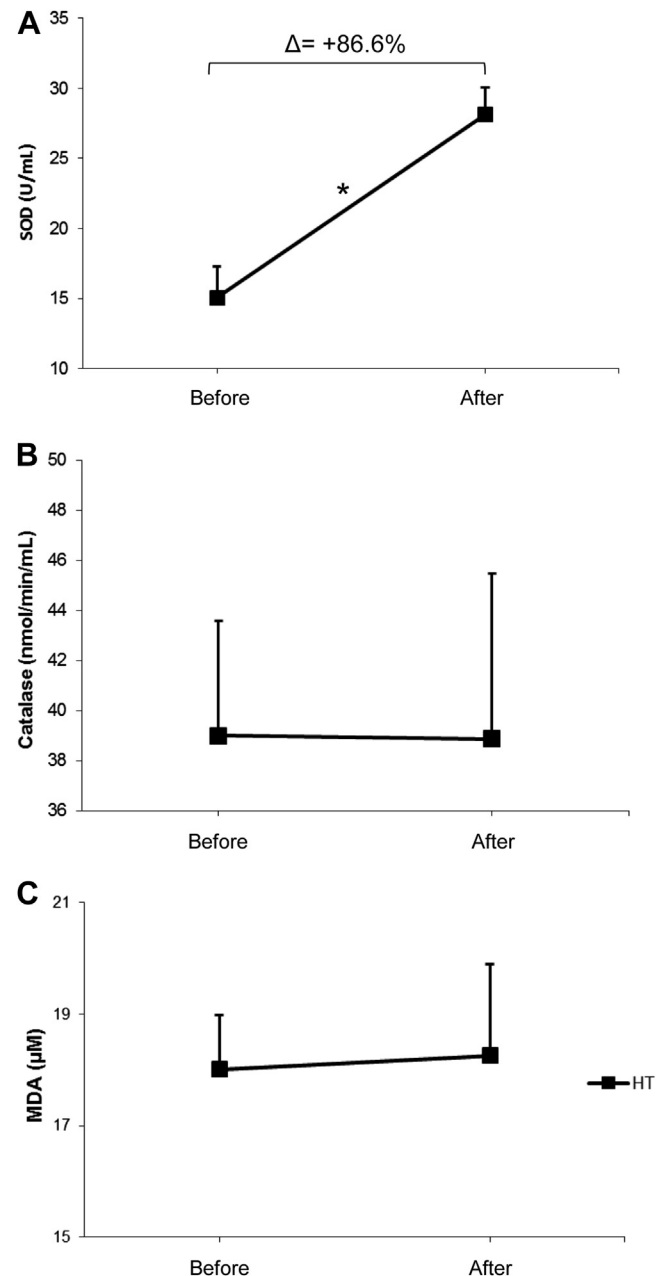 A
Δ= +86.6%
*
SOD (U/mL)
35
30
25
20
15
10
Before After
B
Catalase (nmol/min/mL)
50
48
46
44
42
40
38
36
Before After
C
MDA (µM)
21
19
17
15
HT
Before After